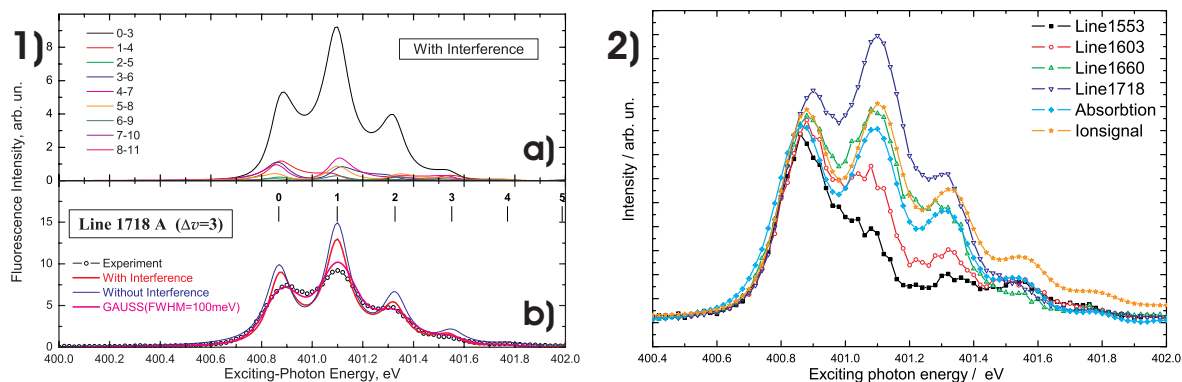 1)
With Interference
0-3
1-4
2-5
3-6
4-7
5-8
6-9
7-10
8-11
a)
8
6
4
2
0
Fluorescence Intensity, arb. un.
0 1 2 3 4 5
Line 1718 A (Δv=3)
Experiment
With Interference
Without Interference
GAUSS(FWHM=100meV)
b)
15
10
5
0
400.0 400.2 400.4 400.6 400.8 401.0 401.2 401.4 401.6 401.8 402.0
Exciting-Photon Energy, eV
2)
Line1553
Line1603
Line1660
Line1718
Absorbtion
Ionsignal
Intensity / arb. un.
400.4 400.6 400.8 401.0 401.2 401.4 401.6 401.8 402.0
Exciting photon energy / eV